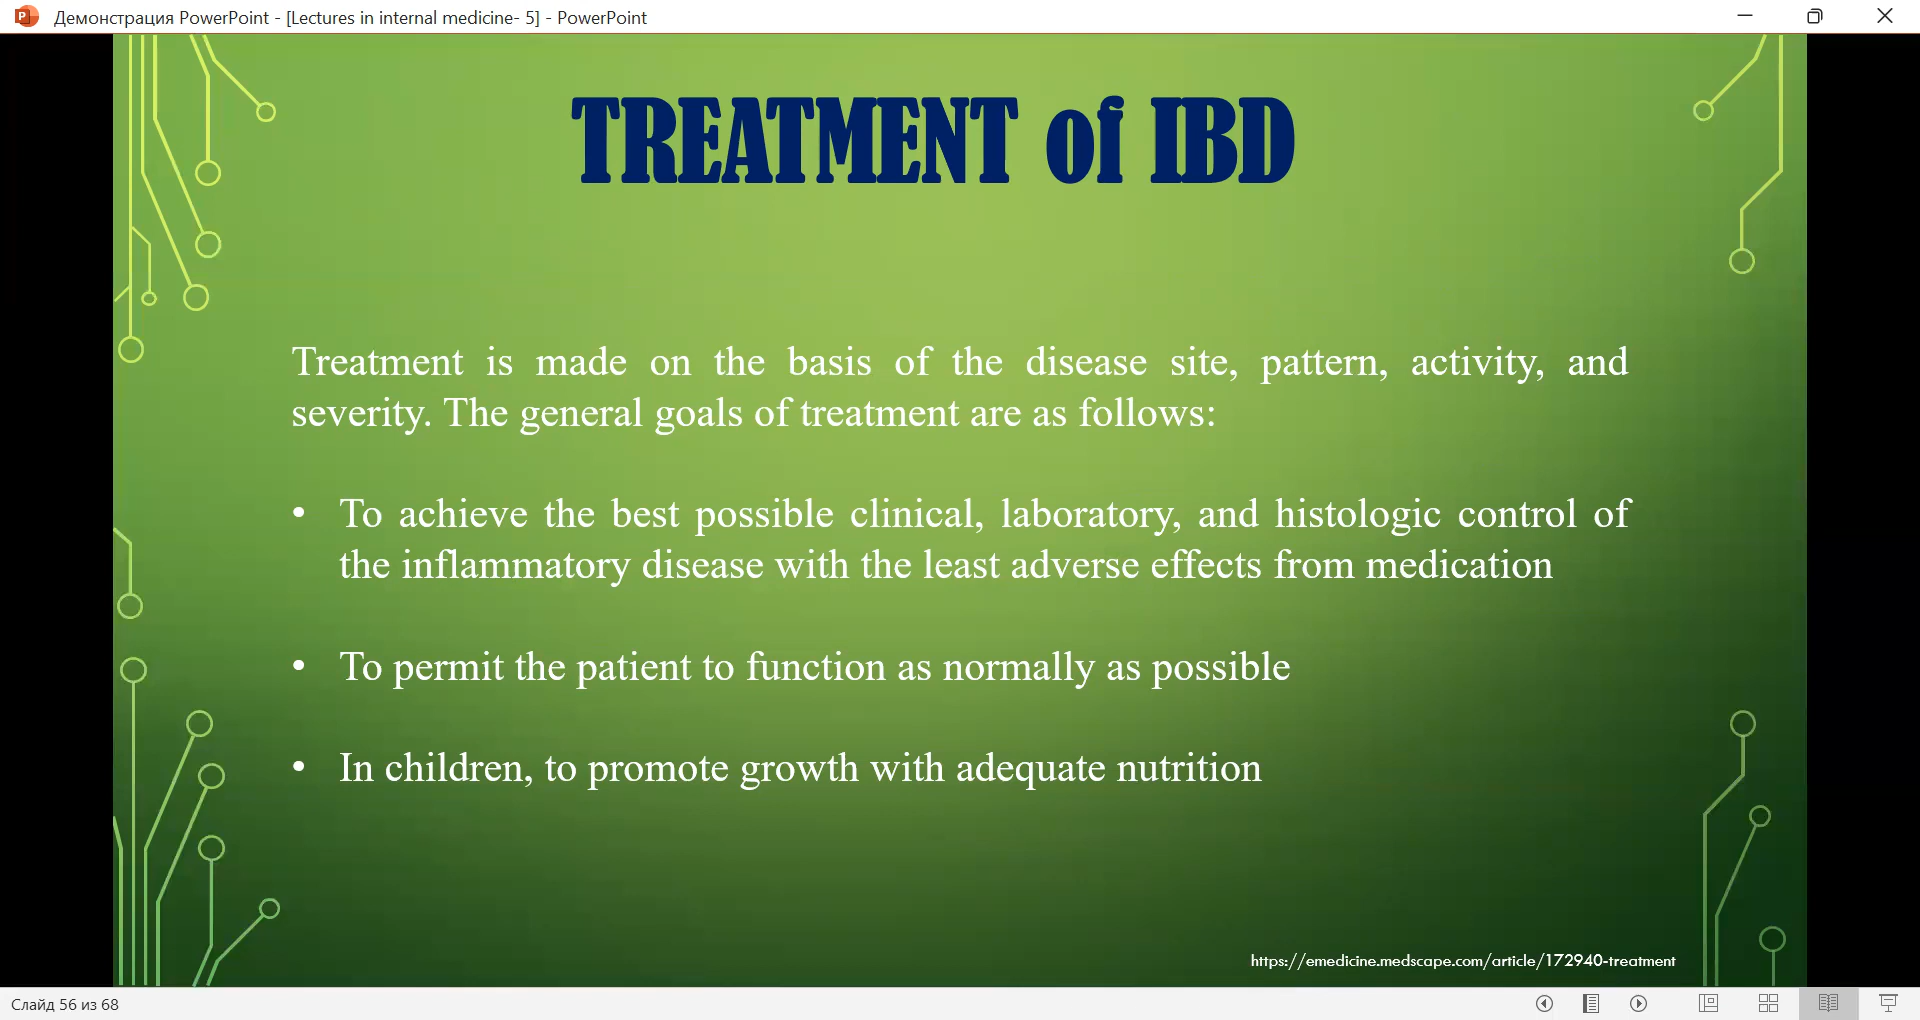 Демонстрация PowerPoint - [Lectures in internal medicine- 5] - PowerPoint
TREATMENT of IBD
Treatment is made on the basis of the disease site, pattern, activity, and
severity. The general goals of treatment are as follows:
• To achieve the best possible clinical, laboratory, and histologic control of
the inflammatory disease with the least adverse effects from medication
• To permit the patient to function as normally as possible
• In children, to promote growth with adequate nutrition
https://emedicine.medscape.com/article/172940-treatment
Слайд 56 из 68